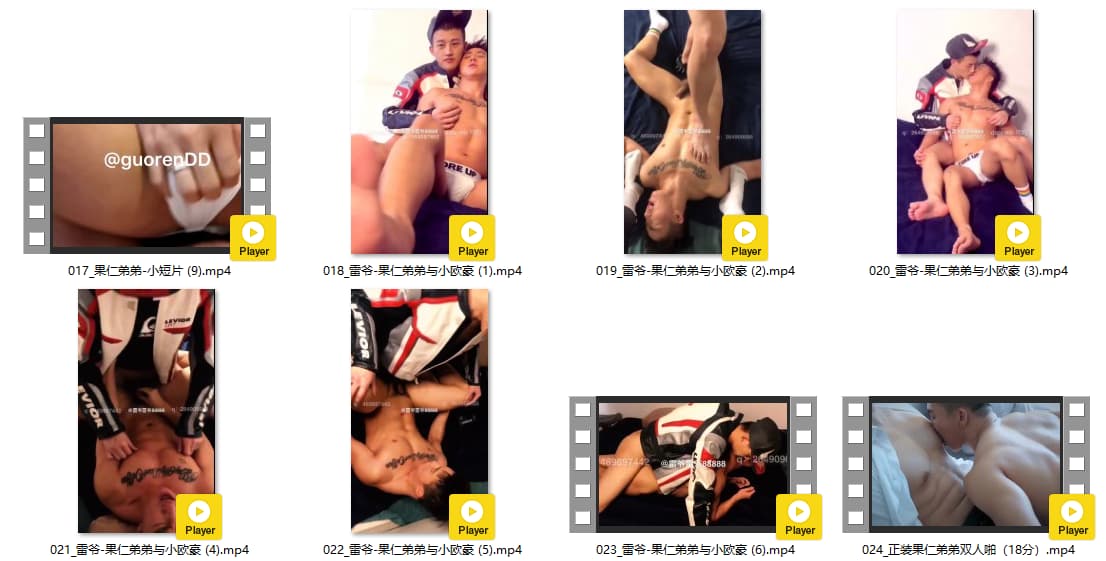 @guorenDD
Player
017_果仁弟弟-小短片 (9).mp4
ORE UP
Player
018_雷爷-果仁弟弟与小欧豪 (1).mp4
Player
019_雷爷-果仁弟弟与小欧豪 (2).mp4
ORE UP
Player
020_雷爷-果仁弟弟与小欧豪 (3).mp4
LEVIOR
Player
021_雷爷-果仁弟弟与小欧豪 (4).mp4
Player
022_雷爷-果仁弟弟与小欧豪 (5).mp4
489697442
Player
023_雷爷-果仁弟弟与小欧豪 (6).mp4
Player
024_正装果仁弟弟双人啪（18分）.mp4